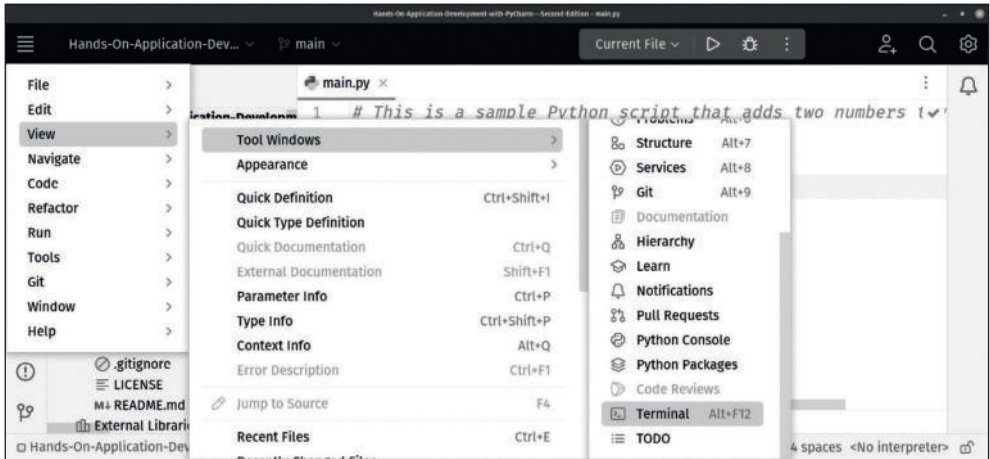 Hands-On-Application-Development-with-PyCharm--Second-Edition - main.py
Hands-On-Application-Dev... main
Current File
main.py
1 # This is a sample Python script that adds two numbers t
File
Edit
View
Navigate
Code
Refactor
Run
Tools
Git
Window
Help
Tool Windows
Appearance
Quick Definition Ctrl+Shift+I
Quick Type Definition
Quick Documentation Ctrl+Q
External Documentation Shift+F1
Parameter Info Ctrl+P
Type Info Ctrl+Shift+P
Context Info Alt+Q
Error Description Ctrl+F1
Jump to Source F4
Recent Files Ctrl+E
Structure Alt+7
Services Alt+8
Git Alt+9
Documentation
Hierarchy
Learn
Notifications
Pull Requests
Python Console
Python Packages
Code Reviews
Terminal Alt+F12
TODO
.gitignore
LICENSE
M↓ README.md
External Librari
Hands-On-Application-Dev
4 spaces <No interpreter>